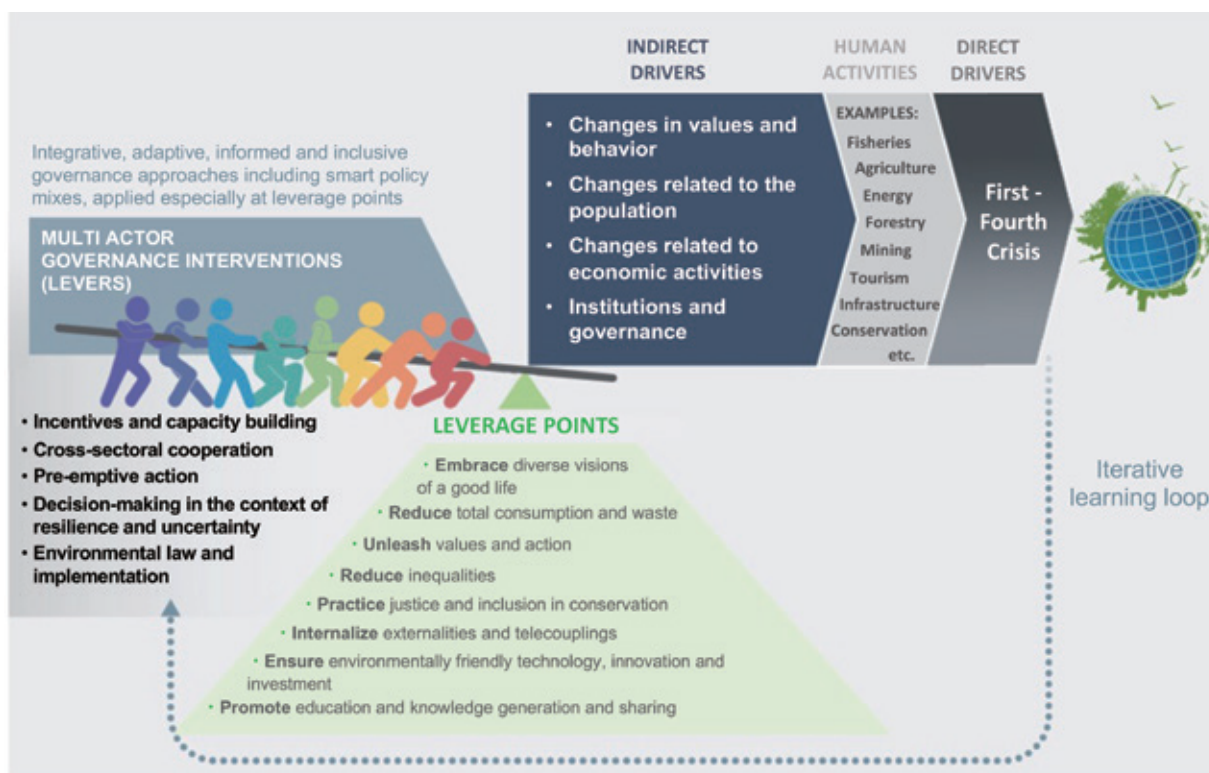 INDIRECT
DRIVERS
HUMAN
ACTIVITIES
DIRECT
DRIVERS
• Changes in values and
behavior
• Changes related to the
population
• Changes related to
economic activities
• Institutions and
governance
EXAMPLES:
Fisheries
Agriculture
Energy
Forestry
Mining
Tourism
Infrastructure
Conservation
etc.
First -
Fourth
Crisis
Integrative, adaptive, informed and inclusive
governance approaches including smart policy
mixes, applied especially at leverage points
MULTI ACTOR
GOVERNANCE INTERVENTIONS
(LEVERS)
• Incentives and capacity building
• Cross-sectoral cooperation
• Pre-emptive action
• Decision-making in the context of
resilience and uncertainty
• Environmental law and
implementation
LEVERAGE POINTS
• Embrace diverse visions
of a good life
• Reduce total consumption and waste
• Unleash values and action
• Reduce inequalities
• Practice justice and inclusion in conservation
• Internalize externalities and telecouplings
• Ensure environmentally friendly technology, innovation and
investment
• Promote education and knowledge generation and sharing
Iterative
learning loop